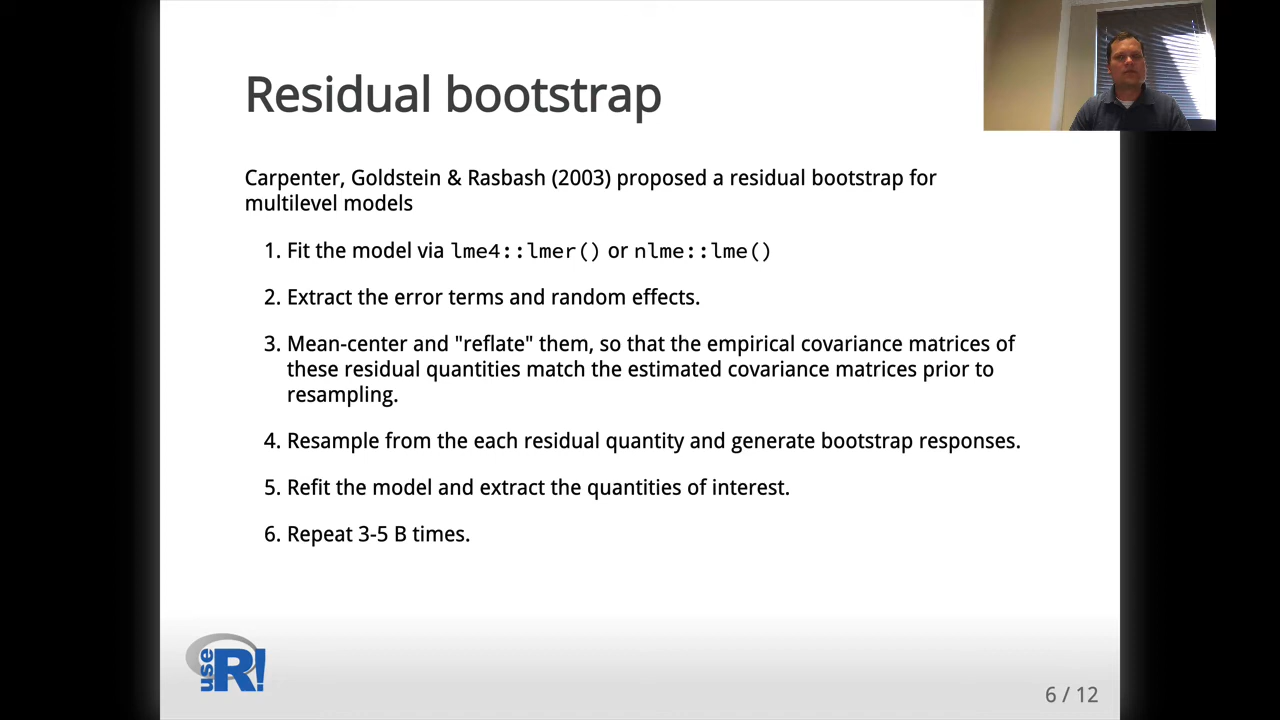 Residual bootstrap
Carpenter, Goldstein & Rasbash (2003) proposed a residual bootstrap for
multilevel models
1. Fit the model via lme4::lmer() or nlme::lme()
2. Extract the error terms and random effects.
3. Mean-center and "reflate" them, so that the empirical covariance matrices of
these residual quantities match the estimated covariance matrices prior to
resampling.
4. Resample from the each residual quantity and generate bootstrap responses.
5. Refit the model and extract the quantities of interest.
6. Repeat 3-5 B times.
use R!
6 / 12